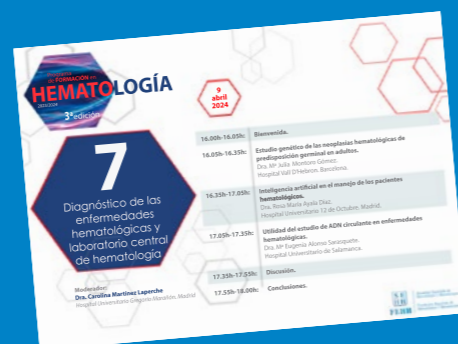 de FORMACIÓN en
HEMATOLOGÍA
2023-2024
3ª edición
9
abril
2024
7
Diagnóstico de las
enfermedades
hematológicas y
laboratorio central
de hematología
Moderador:
Dra. Carolina Martínez Laperche
Hospital Universitario Gregorio Marañón, Madrid
16.00h-16.05h: Bienvenida.
16.05h-16.35h: Estudio genético de las neoplasias hematológicas de
predisposición germinal en adultos.
Dra. Mª Julia Montoro Gómez.
Hospital Vall D'Hebron. Barcelona.
16.35h-17.05h: Inteligencia artificial en el manejo de los pacientes
hematológicos.
Dra. Rosa María Ayala Díaz.
Hospital Universitario 12 de Octubre. Madrid.
17.05h-17.35h: Utilidad del estudio de ADN circulante en enfermedades
hematológicas.
Dra. Mª Eugenia Alonso Sarasquete.
Hospital Universitario de Salamanca.
17.35h-17.55h: Discusión.
17.55h-18.00h: Conclusiones.